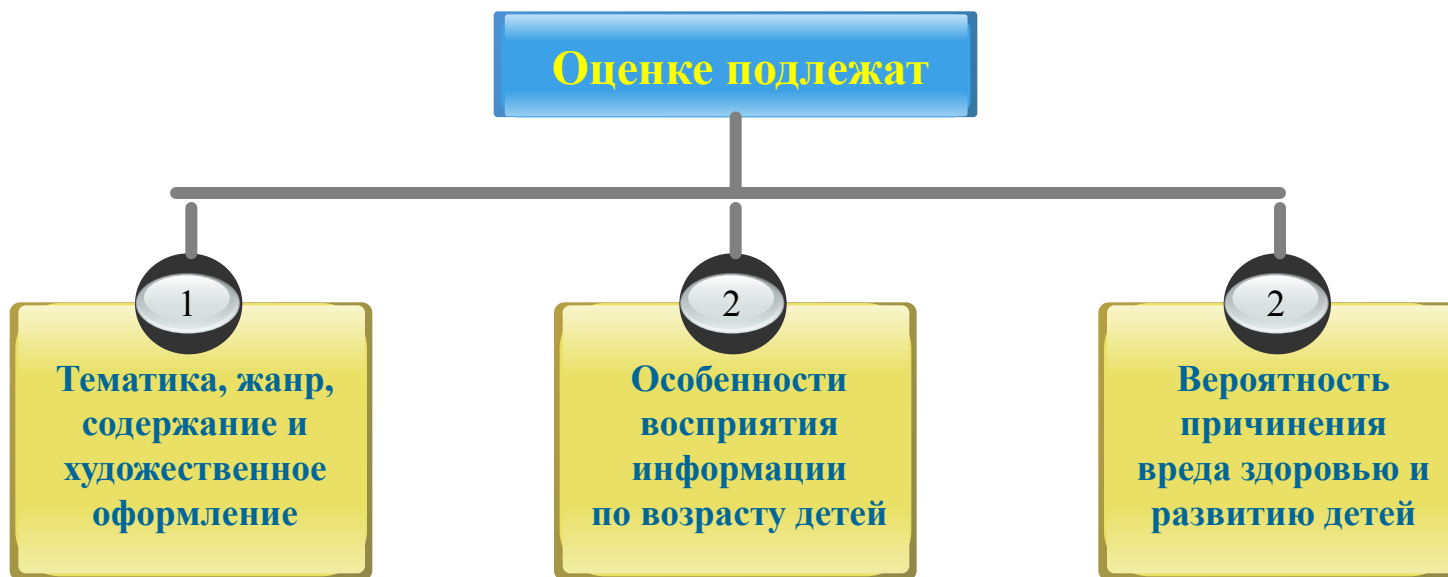 Оценке подлежат
1
Тематика, жанр,
содержание и
художественное
оформление
2
Особенности
восприятия
информации
по возрасту детей
2
Вероятность
причинения
вреда здоровью и
развитию детей